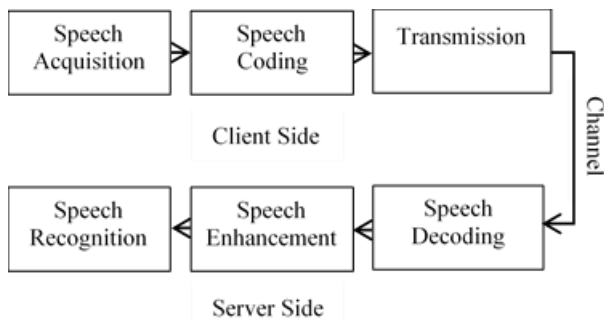 Speech
Acquisition
Speech
Coding
Transmission
Channel
Client Side
Speech
Recognition
Speech
Enhancement
Speech
Decoding
Server Side